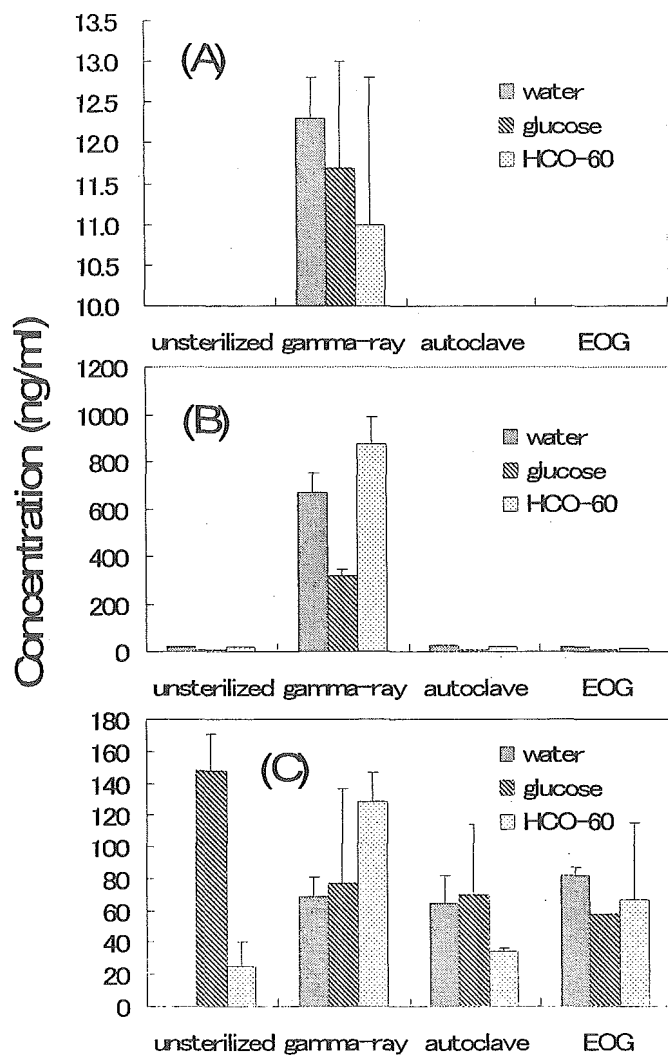 Concentration (ng/ml)
(A)
13.5
13.0
12.5
12.0
11.5
11.0
10.5
10.0
water
glucose
HCO-60
unsterilized gamma-ray autoclave EOG
(B)
1200
1000
800
600
400
200
0
water
glucose
HCO-60
unsterilized gamma-ray autoclave EOG
(C)
180
160
140
120
100
80
60
40
20
0
water
glucose
HCO-60
unsterilized gamma-ray autoclave EOG